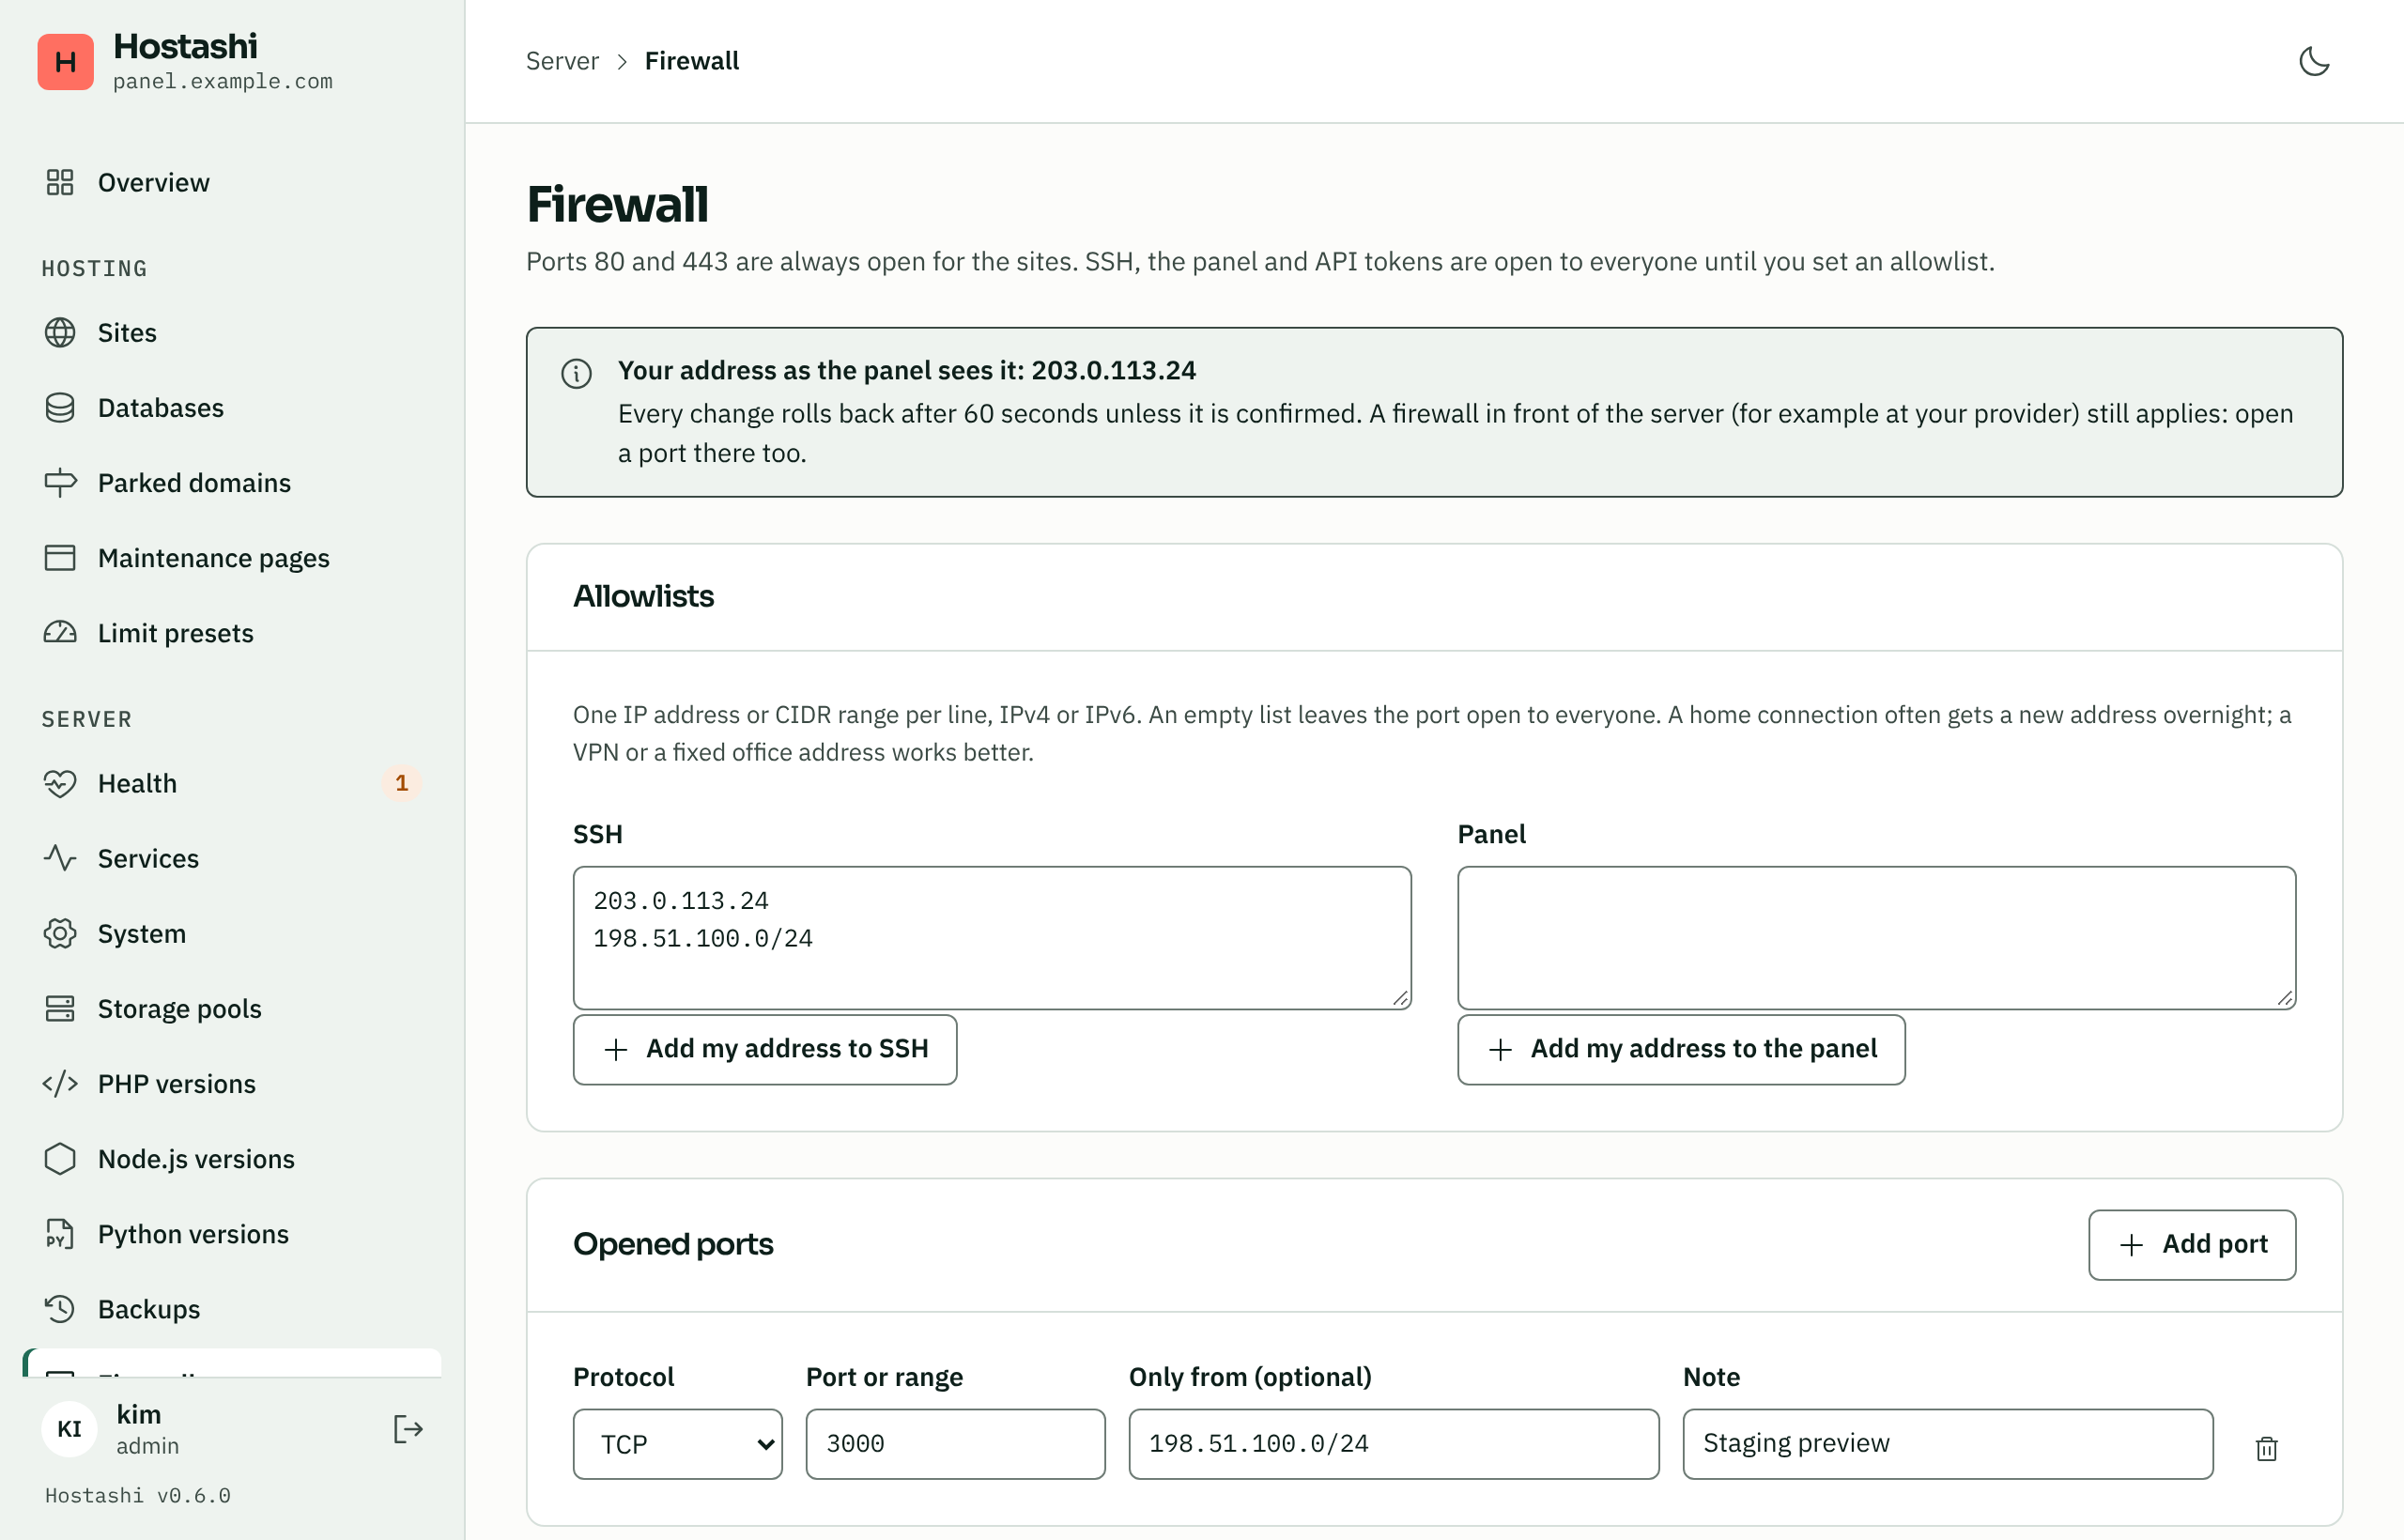 H
Hostashi
panel.example.com
Overview
HOSTING
Sites
Databases
Parked domains
Maintenance pages
Limit presets
SERVER
Health
1
Services
System
Storage pools
PHP versions
Node.js versions
PY
Python versions
Backups
KI
kim
admin
Hostashi v0.6.0
Server
Firewall
Firewall
Ports 80 and 443 are always open for the sites. SSH, the panel and API tokens are open to everyone until you set an allowlist.
Your address as the panel sees it: 203.0.113.24
Every change rolls back after 60 seconds unless it is confirmed. A firewall in front of the server (for example at your provider) still applies: open
a port there too.
Allowlists
One IP address or CIDR range per line, IPv4 or IPv6. An empty list leaves the port open to everyone. A home connection often gets a new address overnight; a
VPN or a fixed office address works better.
SSH
203.0.113.24
198.51.100.0/24
Add my address to SSH
Panel
Add my address to the panel
Opened ports
Add port
Protocol
Port or range
Only from (optional)
Note
TCP
3000
198.51.100.0/24
Staging preview